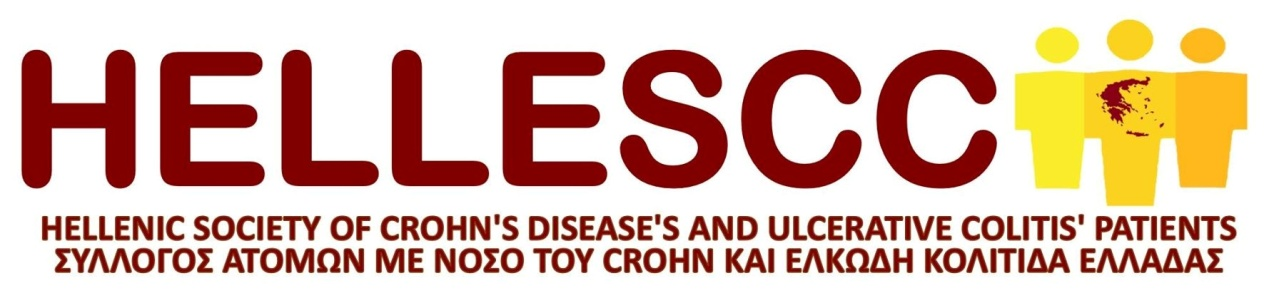 HELLESCC
HELLENIC SOCIETY OF CROHN'S DISEASE'S AND ULCERATIVE COLITIS' PATIENTS
ΣΥΛΛΟΓΟΣ ΑΤΟΜΩΝ ΜΕ ΝΟΣΟ ΤΟΥ CROHN ΚΑΙ ΕΛΚΩΔΗ ΚΟΛΙΤΙΔΑ ΕΛΛΑΔΑΣ